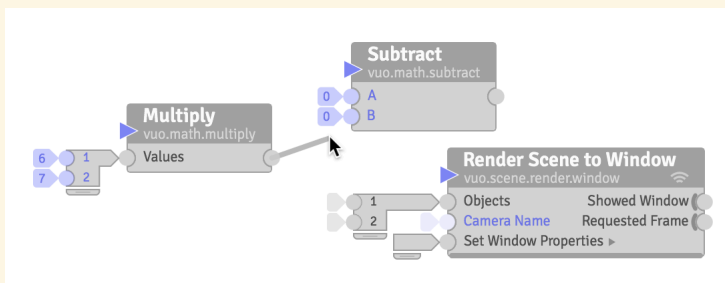 Subtract
vuo.math.subtract
0 A
0 B
Multiply
vuo.math.multiply
6 1 Values
7 2
Render Scene to Window
vuo.scene.render.window
1 Objects Showed Window
2 Camera Name Requested Frame
Set Window Properties ▸